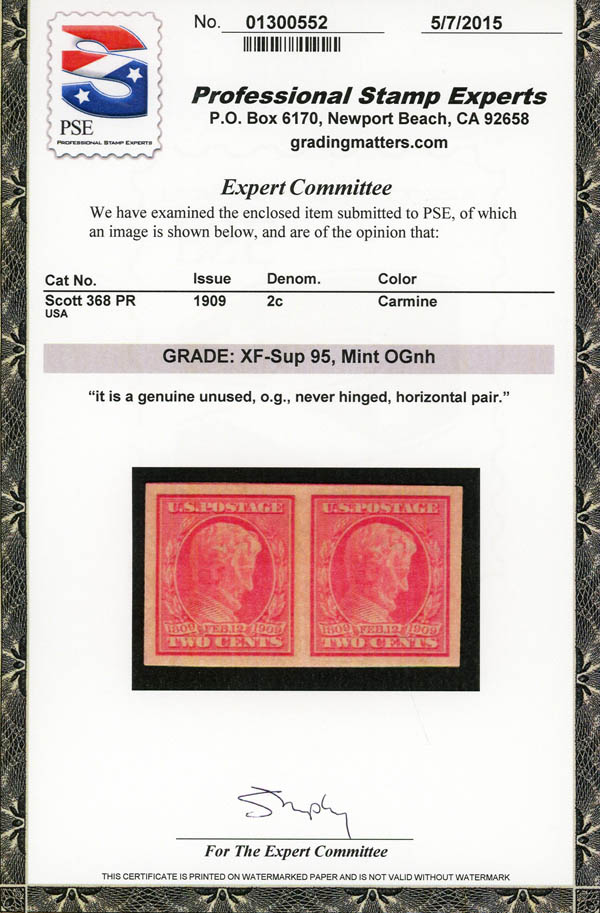 No. 01300552 5/7/2015
PSE
PROFESSIONAL STAMP EXPERTS
Professional Stamp Experts
P.O. Box 6170, Newport Beach, CA 92658
gradingmatters.com
Expert Committee
We have examined the enclosed item submitted to PSE, of which
an image is shown below, and are of the opinion that:
Cat No. Issue Denom. Color
Scott 368 PR 1909 2c Carmine
USA
GRADE: XF-Sup 95, Mint OGnh
“it is a genuine unused, o.g., never hinged, horizontal pair.”
U.S. POSTAGE U.S. POSTAGE
1809 FEB. 12 1909 1809 FEB. 12 1909
TWO CENTS TWO CENTS
For The Expert Committee
THIS CERTIFICATE IS PRINTED ON WATERMARKED PAPER AND IS NOT VALID WITHOUT WATERMARK